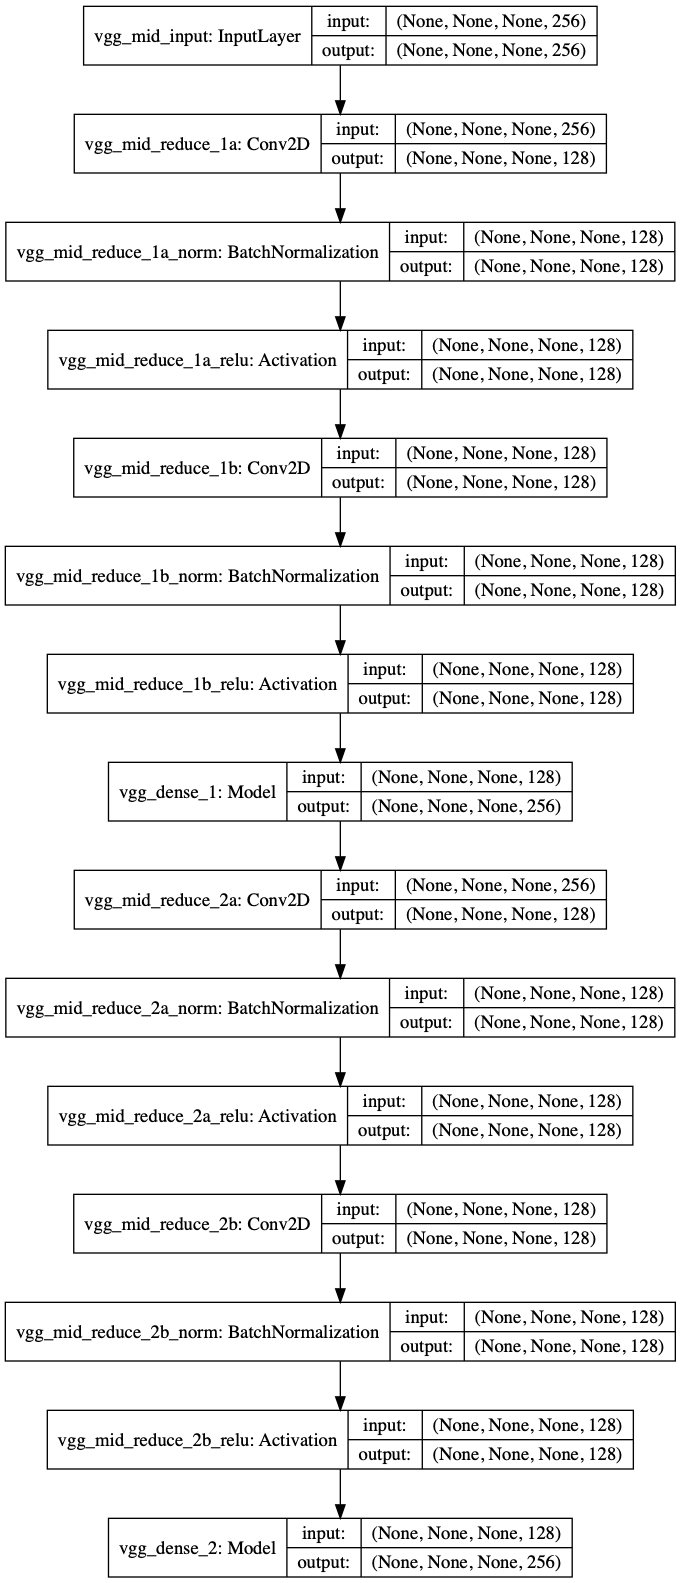 vgg_mid_input: InputLayer
input: (None, None, None, 256)
output: (None, None, None, 256)
vgg_mid_reduce_1a: Conv2D
input: (None, None, None, 256)
output: (None, None, None, 128)
vgg_mid_reduce_1a_norm: BatchNormalization
input: (None, None, None, 128)
output: (None, None, None, 128)
vgg_mid_reduce_1a_relu: Activation
input: (None, None, None, 128)
output: (None, None, None, 128)
vgg_mid_reduce_1b: Conv2D
input: (None, None, None, 128)
output: (None, None, None, 128)
vgg_mid_reduce_1b_norm: BatchNormalization
input: (None, None, None, 128)
output: (None, None, None, 128)
vgg_mid_reduce_1b_relu: Activation
input: (None, None, None, 128)
output: (None, None, None, 128)
vgg_dense_1: Model
input: (None, None, None, 128)
output: (None, None, None, 256)
vgg_mid_reduce_2a: Conv2D
input: (None, None, None, 256)
output: (None, None, None, 128)
vgg_mid_reduce_2a_norm: BatchNormalization
input: (None, None, None, 128)
output: (None, None, None, 128)
vgg_mid_reduce_2a_relu: Activation
input: (None, None, None, 128)
output: (None, None, None, 128)
vgg_mid_reduce_2b: Conv2D
input: (None, None, None, 128)
output: (None, None, None, 128)
vgg_mid_reduce_2b_norm: BatchNormalization
input: (None, None, None, 128)
output: (None, None, None, 128)
vgg_mid_reduce_2b_relu: Activation
input: (None, None, None, 128)
output: (None, None, None, 128)
vgg_dense_2: Model
input: (None, None, None, 128)
output: (None, None, None, 256)